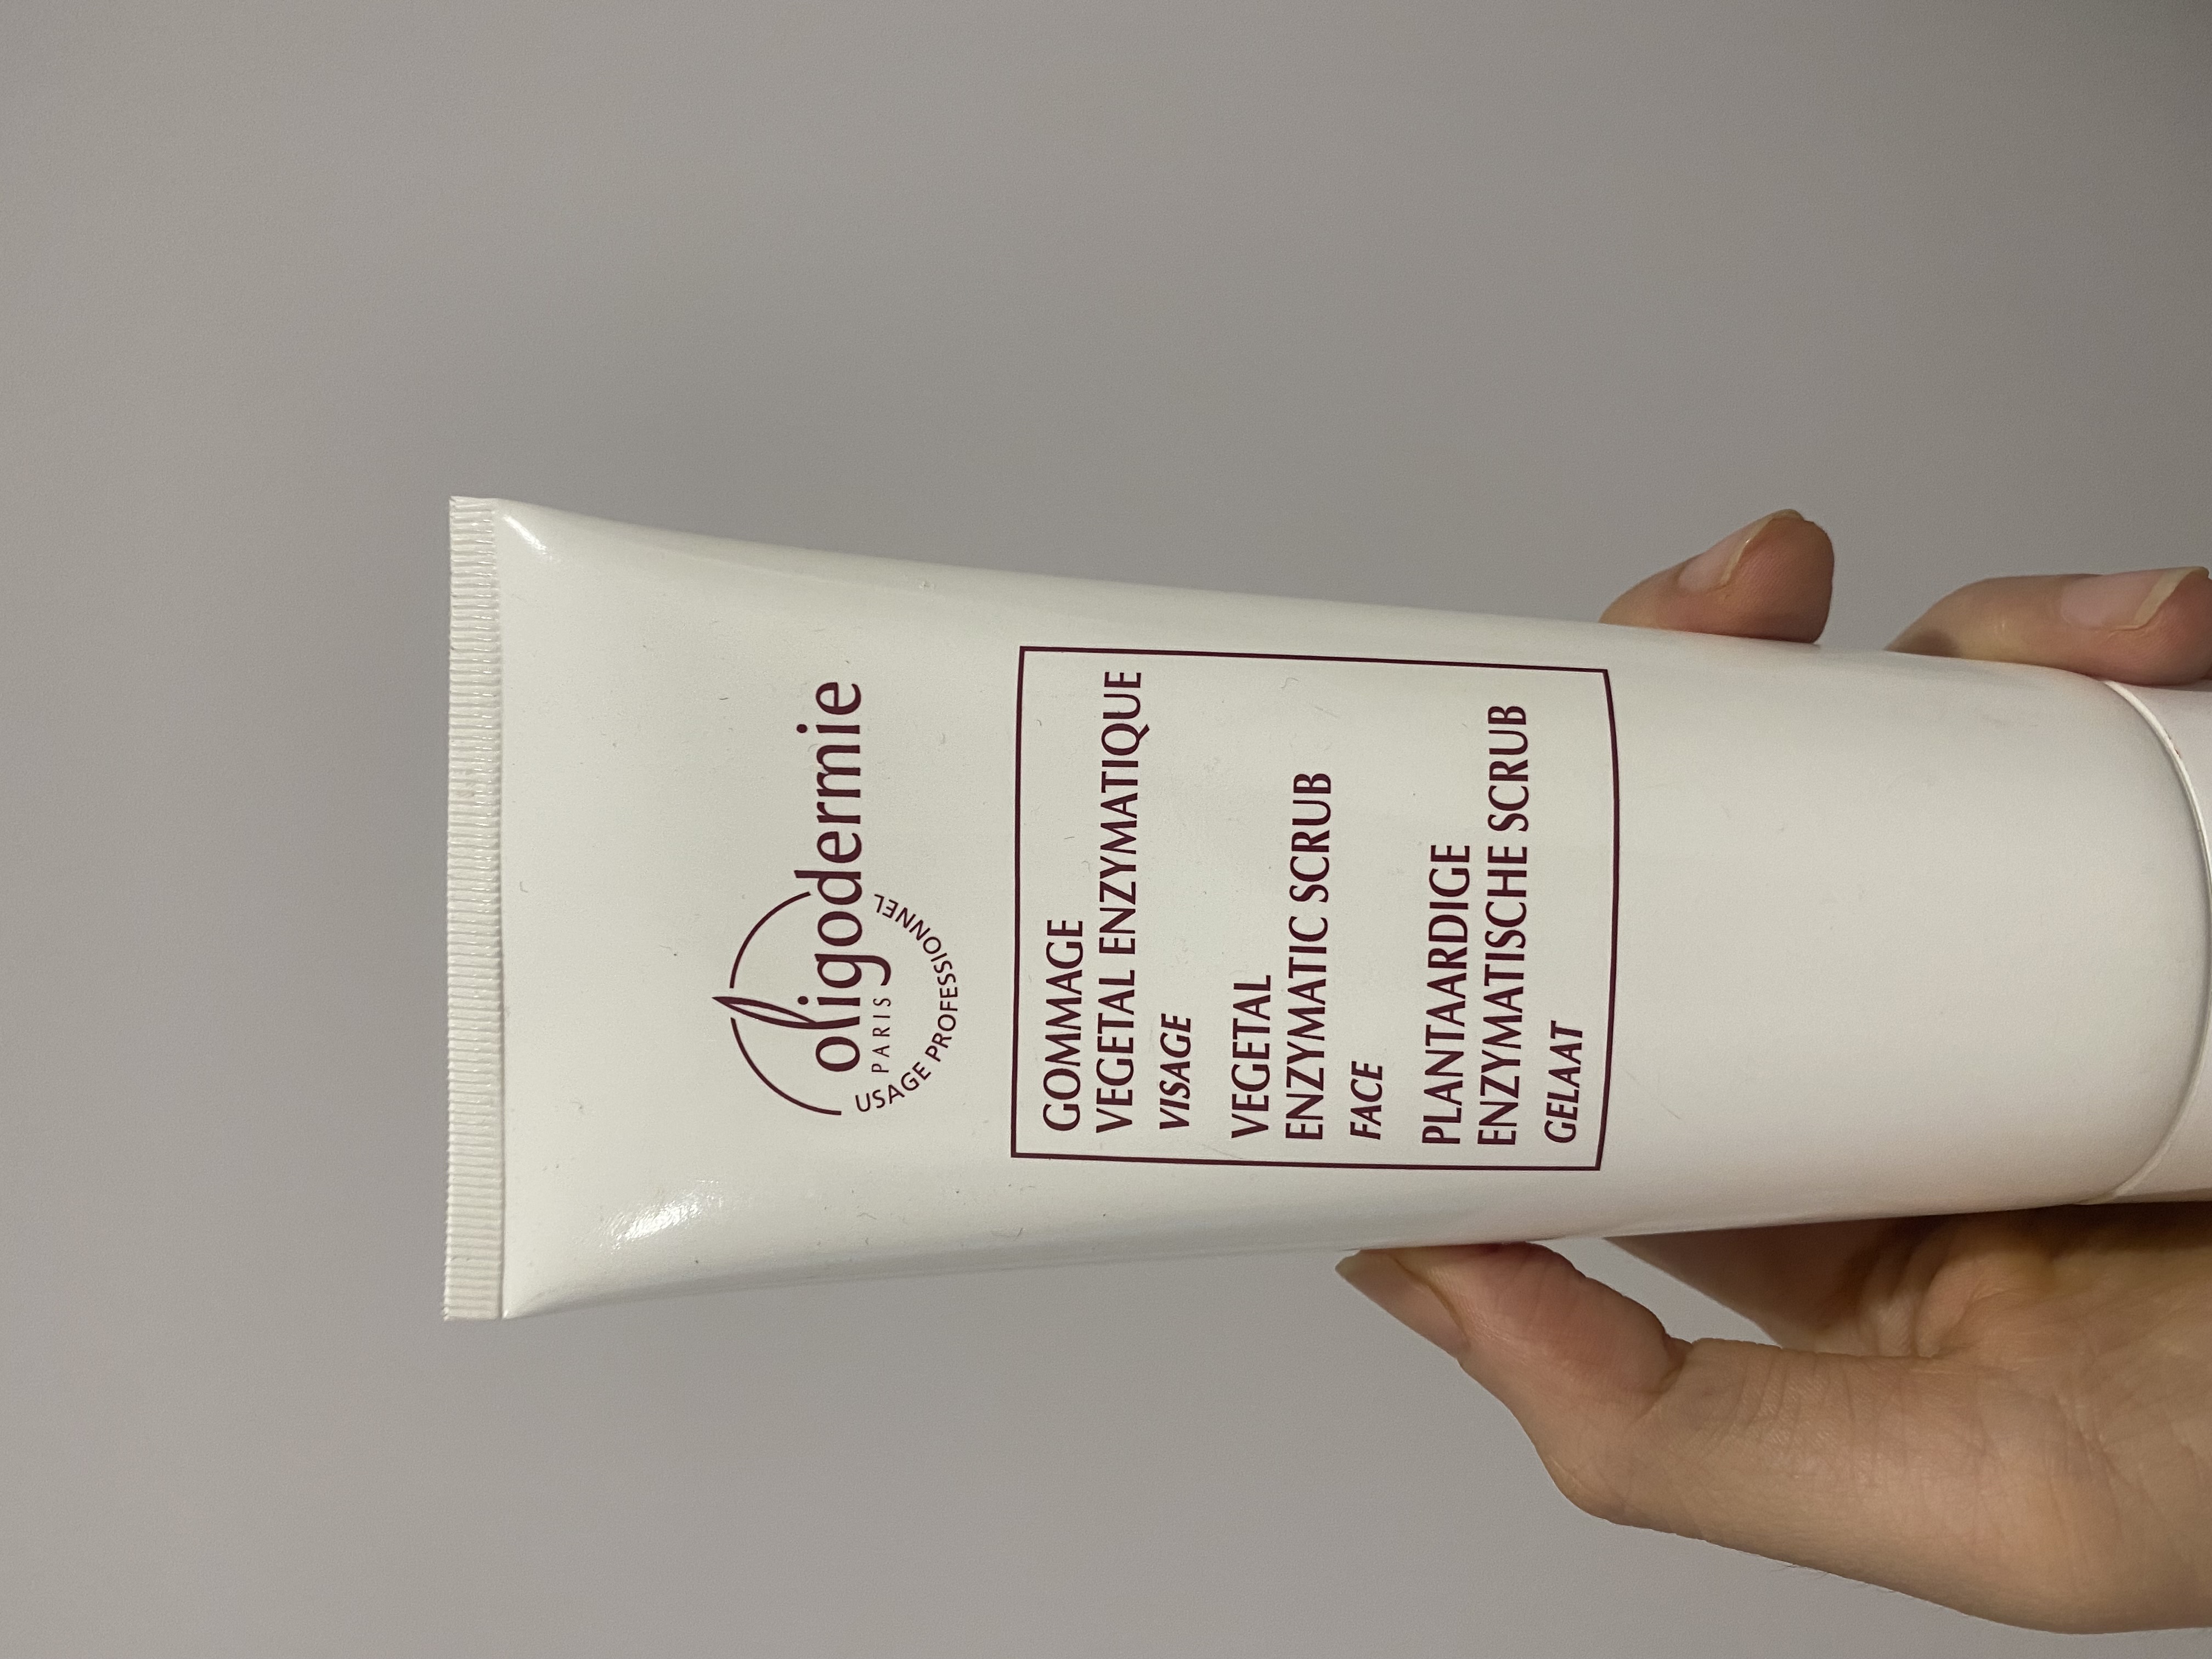 oligodermie
PARIS
USAGE PROFESSIONNEL
GOMMAGE
VEGETAL ENZYMATIQUE
VISAGE
VEGETAL
ENZYMATIC SCRUB
FACE
PLANTAARDIGE
ENZYMATISCHE SCRUB
GELAAT